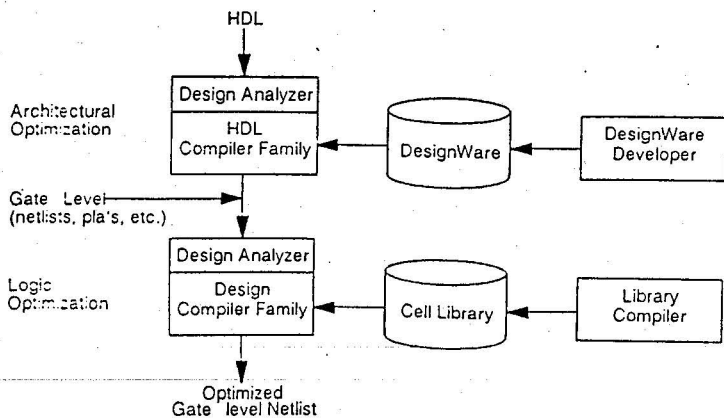 HDL
Design Analyzer
HDL
Compiler Family
Architectural
Optimization
DesignWare
DesignWare
Developer
Gate Level
(netlists, pla's, etc.)
Design Analyzer
Design
Compiler Family
Logic
Optimization
Cell Library
Library
Compiler
Optimized
Gate level Netlist